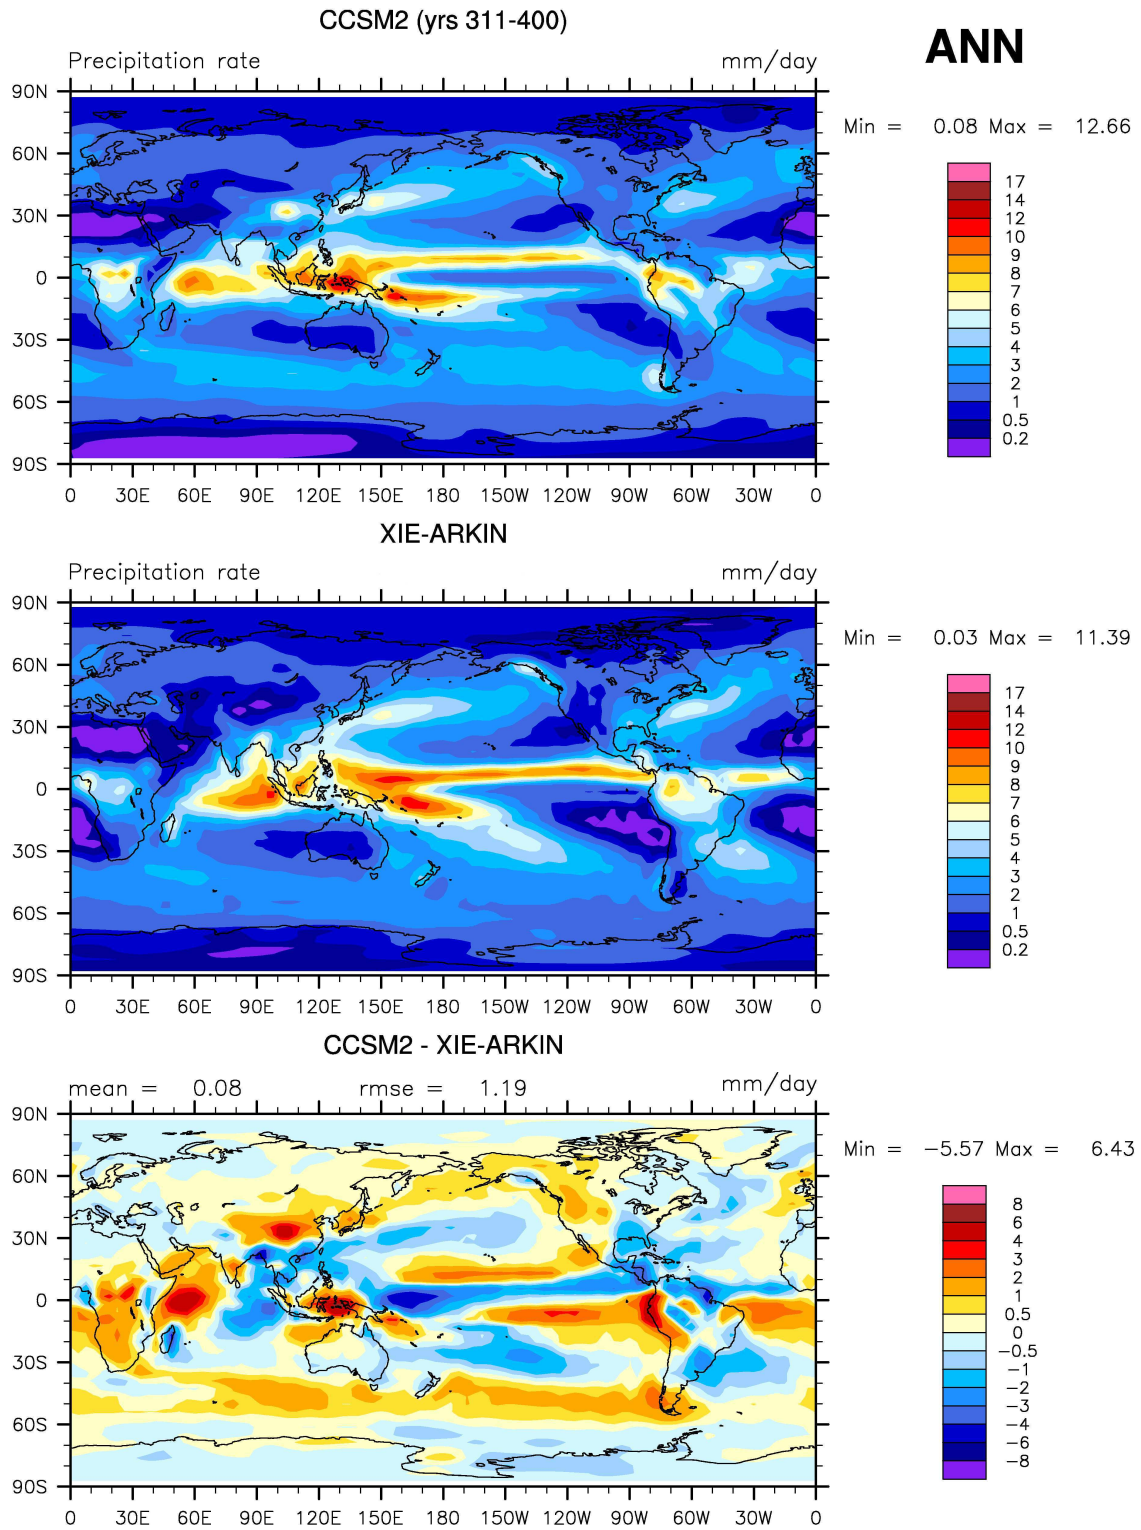 CCSM2 (yrs 311-400)
ANN
Precipitation rate mm/day
Min = 0.08 Max = 12.66
90N
60N
30N
0
30S
60S
90S
0 30E 60E 90E 120E 150E 180 150W 120W 90W 60W 30W 0
17
14
12
10
9
8
7
6
5
4
3
2
1
0.5
0.2
XIE-ARKIN
Precipitation rate mm/day
Min = 0.03 Max = 11.39
90N
60N
30N
0
30S
60S
90S
0 30E 60E 90E 120E 150E 180 150W 120W 90W 60W 30W 0
17
14
12
10
9
8
7
6
5
4
3
2
1
0.5
0.2
CCSM2 - XIE-ARKIN
mean = 0.08 rmse = 1.19 mm/day
Min = −5.57 Max = 6.43
90N
60N
30N
0
30S
60S
90S
0 30E 60E 90E 120E 150E 180 150W 120W 90W 60W 30W 0
8
6
4
3
2
1
0.5
0
−0.5
−1
−2
−3
−4
−6
−8